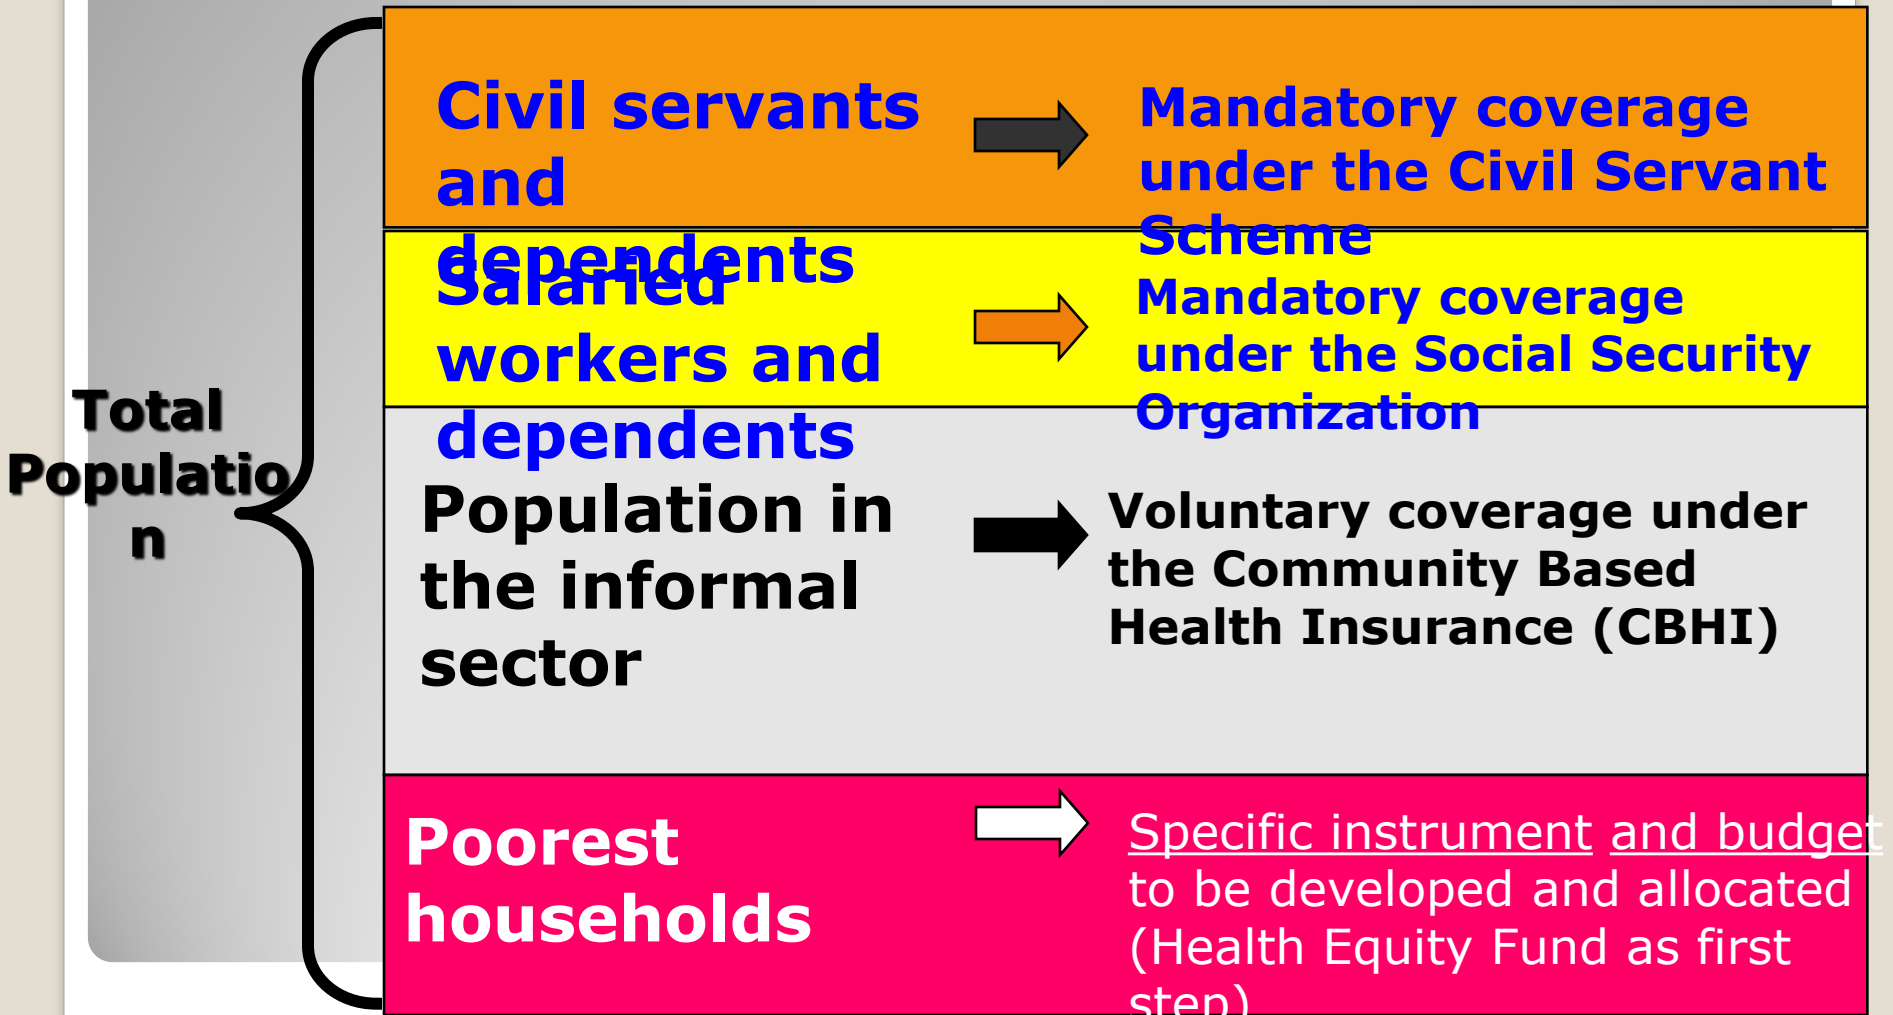 Civil servants
and
dependents
Mandatory coverage
under the Civil Servant
Scheme
Salaried
workers and
dependents
Mandatory coverage
under the Social Security
Organization
Total
Populatio
n
Population in
the informal
sector
Voluntary coverage under
the Community Based
Health Insurance (CBHI)
Poorest
households
Specific instrument and budget
to be developed and allocated
(Health Equity Fund as first
step)